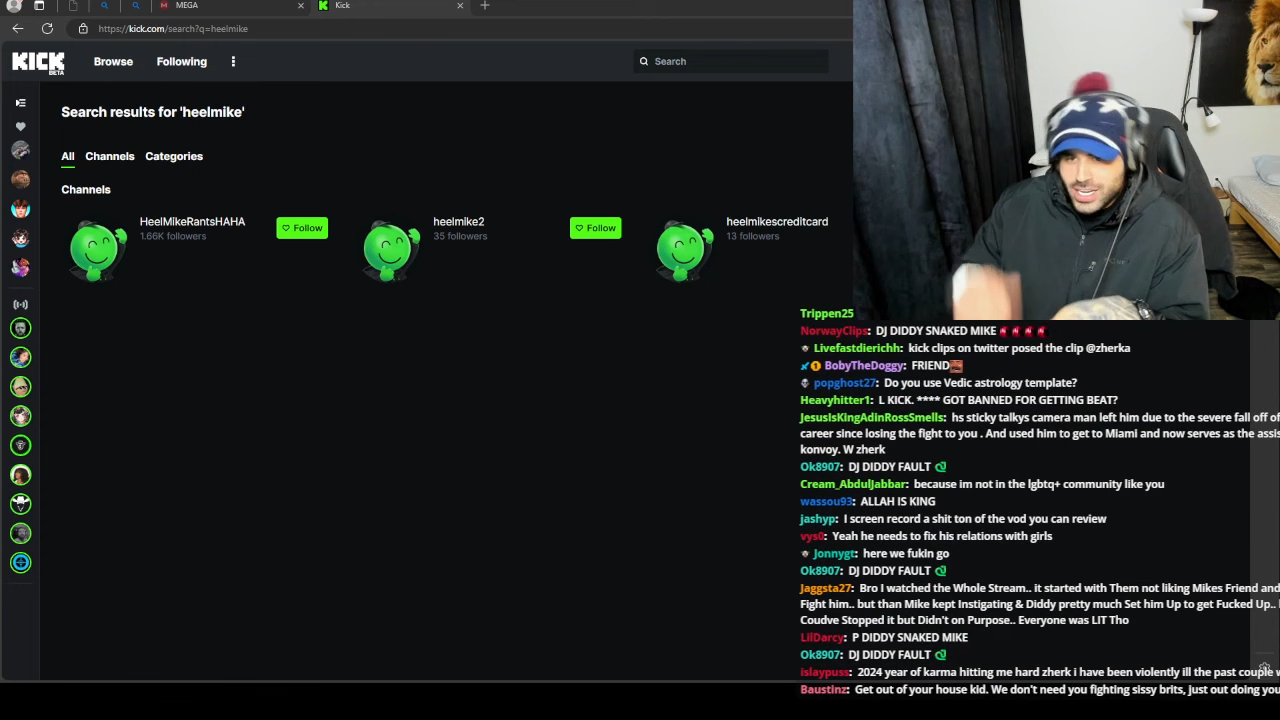 MEGA
Kick
https://kick.com/search?q=heelmike
KICK
BETA
Browse
Following
Search
Search results for 'heelmike'
All
Channels
Categories
Channels
HeelMikeRantsHAHA
1.66K followers
Follow
heelmike2
35 followers
Follow
heelmikescreditcard
13 followers
Trippen25
NorwayClips: DJ DIDDY SNAKED MIKE
Livefastdierichh: kick clips on twitter posed the clip @zherka
BobyTheDoggy: FRIEND
popghost27: Do you use Vedic astrology template?
Heavyhitter1: L KICK. **** GOT BANNED FOR GETTING BEAT?
JesusIsKingAdinRossSmells: hs sticky talkys camera man left him due to the severe fall off of
career since losing the fight to you . And used him to get to Miami and now serves as the assis
konvoy. W zherk
Ok8907: DJ DIDDY FAULT
Cream_AbdulJabbar: because im not in the lgbtq+ community like you
wassou93: ALLAH IS KING
jashyp: I screen record a shit ton of the vod you can review
vys0: Yeah he needs to fix his relations with girls
Jonnygt: here we fukIn go
Ok8907: DJ DIDDY FAULT
Jaggsta27: Bro I watched the Whole Stream.. it started with Them not liking Mikes Friend and
Fight him.. but than Mike kept Instigating & Diddy pretty much Set him Up to get Fucked Up..
Coudve Stopped it but Didn't on Purpose.. Everyone was LIT Tho
LilDarcy: P DIDDY SNAKED MIKE
Ok8907: DJ DIDDY FAULT
islaypuss: 2024 year of karma hitting me hard zherk i have been violently ill the past couple w
Baustinz: Get out of your house kid. We don't need you fighting sissy brits, just out doing you